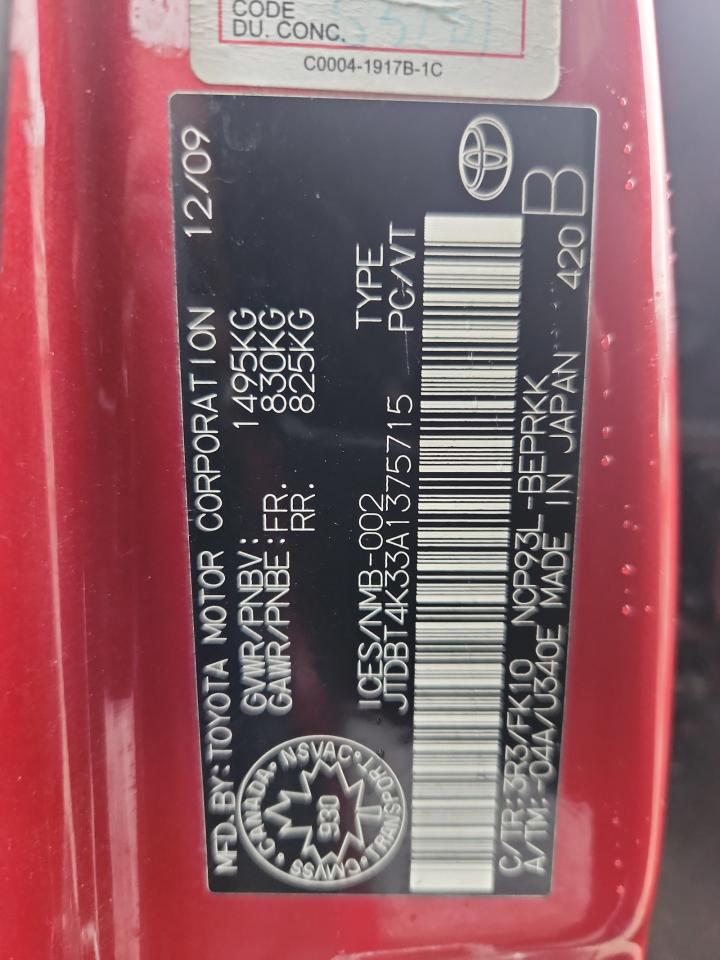 CODE
DU. CONC.
C0004-1917B-1C
MFD. BY: TOYOTA MOTOR CORPORATION 12/09
GVWR/PNBV: 1495KG
GAWR/PNBE: FR. 830KG
RR. 825KG
ICES/NMB-002 TYPE
JTDBT4K33A1375715 PC/VT
C/TR: 3R3/FK10 NCP93L-BEPRKK B
A/TM: -04A/U340E MADE IN JAPAN 420
CANADA • NSVAC • TRANSPORT • CMVSS
930